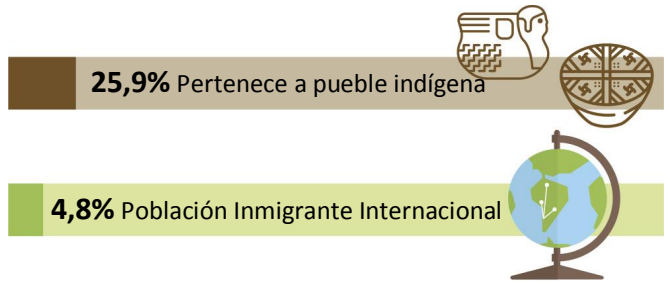 25,9% Pertenece a pueble indígena
4,8% Población Inmigrante Internacional